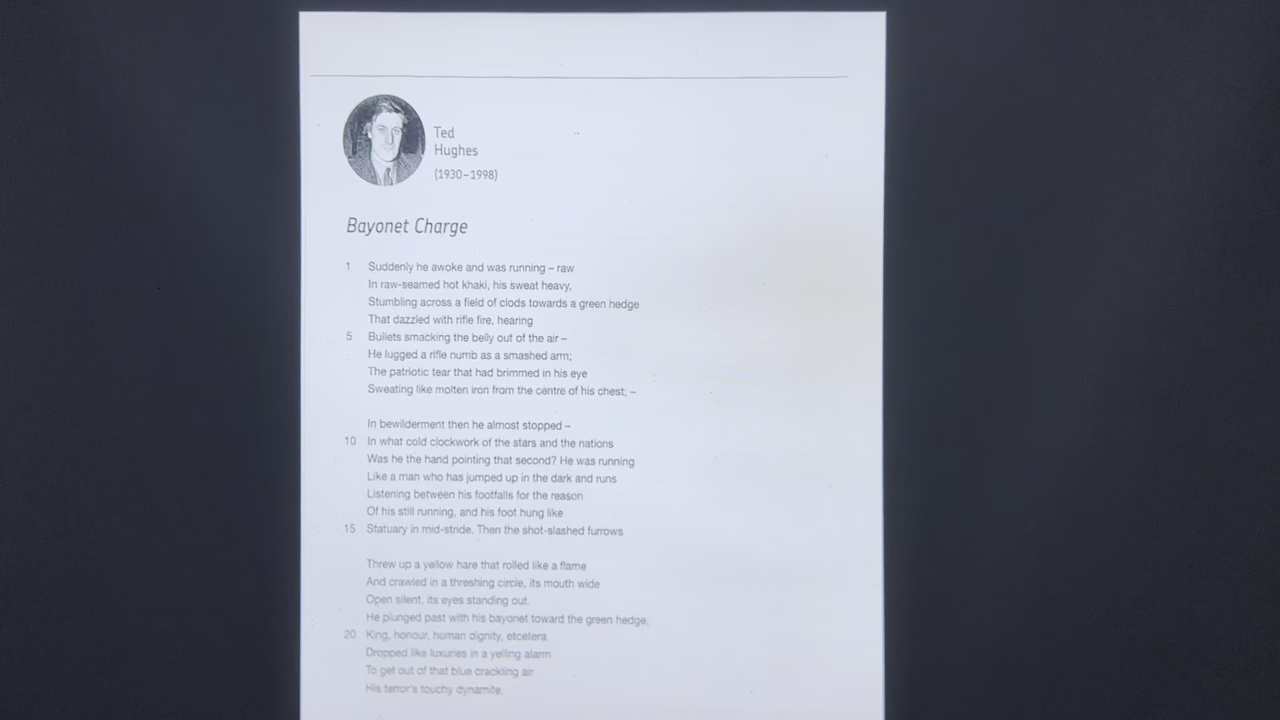 Ted
Hughes
(1930–1998)
Bayonet Charge
1 Suddenly he awoke and was running – raw
In raw-seamed hot khaki, his sweat heavy,
Stumbling across a field of clods towards a green hedge
That dazzled with rifle fire, hearing
5 Bullets smacking the belly out of the air –
He lugged a rifle numb as a smashed arm;
The patriotic tear that had brimmed in his eye
Sweating like molten iron from the centre of his chest, –
In bewilderment then he almost stopped –
10 In what cold clockwork of the stars and the nations
Was he the hand pointing that second? He was running
Like a man who has jumped up in the dark and runs
Listening between his footfalls for the reason
Of his still running, and his foot hung like
15 Statuary in mid-stride. Then the shot-slashed furrows
Threw up a yellow hare that rolled like a flame
And crawled in a threshing circle, its mouth wide
Open silent, its eyes standing out.
He plunged past with his bayonet toward the green hedge,
20 King, honour, human dignity, etcetera
Dropped like luxuries in a yelling alarm
To get out of that blue crackling air
His terror's touchy dynamite.